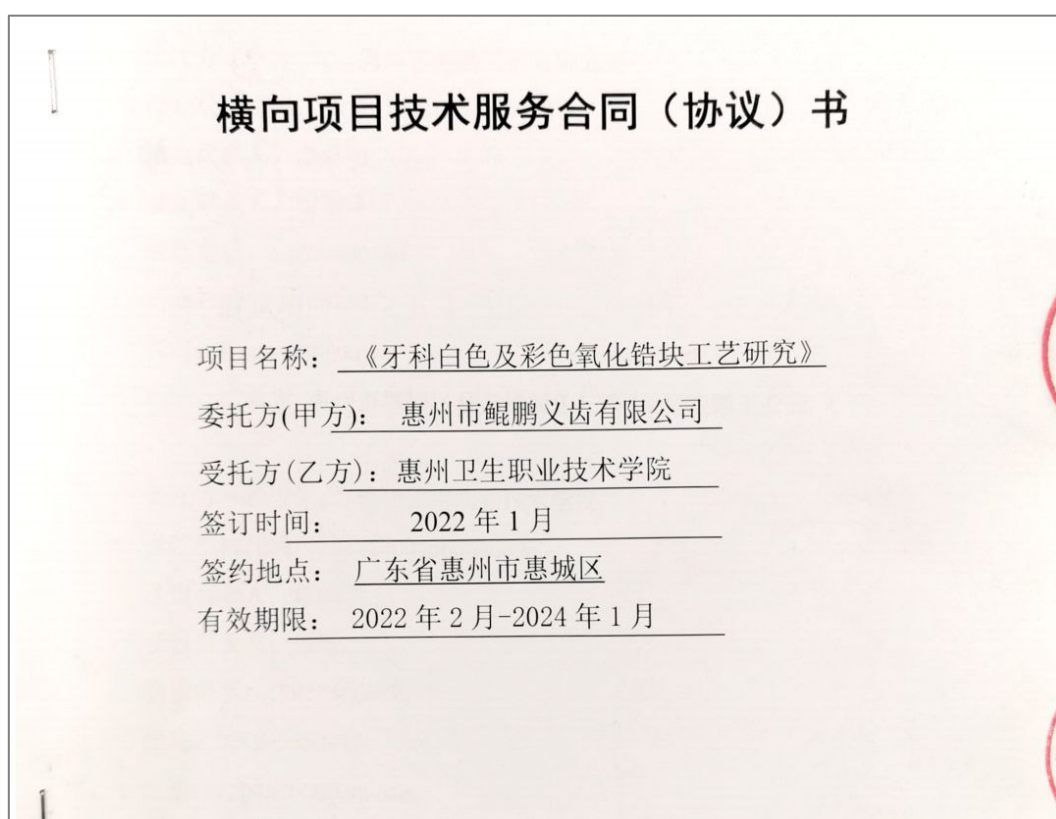 横向项目技术服务合同（协议）书
项目名称：《牙科白色及彩色氧化锆块工艺研究》
委托方(甲方)： 惠州市鲲鹏义齿有限公司
受托方(乙方)：惠州卫生职业技术学院
签订时间： 2022 年 1 月
签约地点： 广东省惠州市惠城区
有效期限： 2022 年 2 月-2024 年 1 月